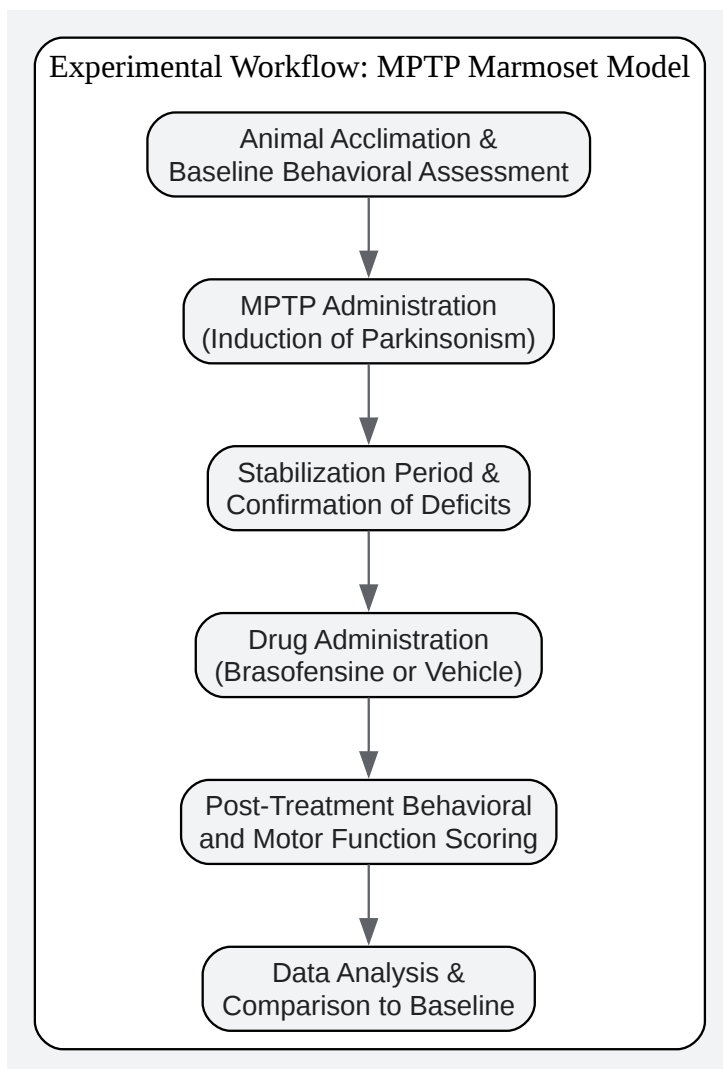 Experimental Workflow: MPTP Marmoset Model
Animal Acclimation &
Baseline Behavioral Assessment
MPTP Administration
(Induction of Parkinsonism)
Stabilization Period &
Confirmation of Deficits
Drug Administration
(Brasofensine or Vehicle)
Post-Treatment Behavioral
and Motor Function Scoring
Data Analysis &
Comparison to Baseline